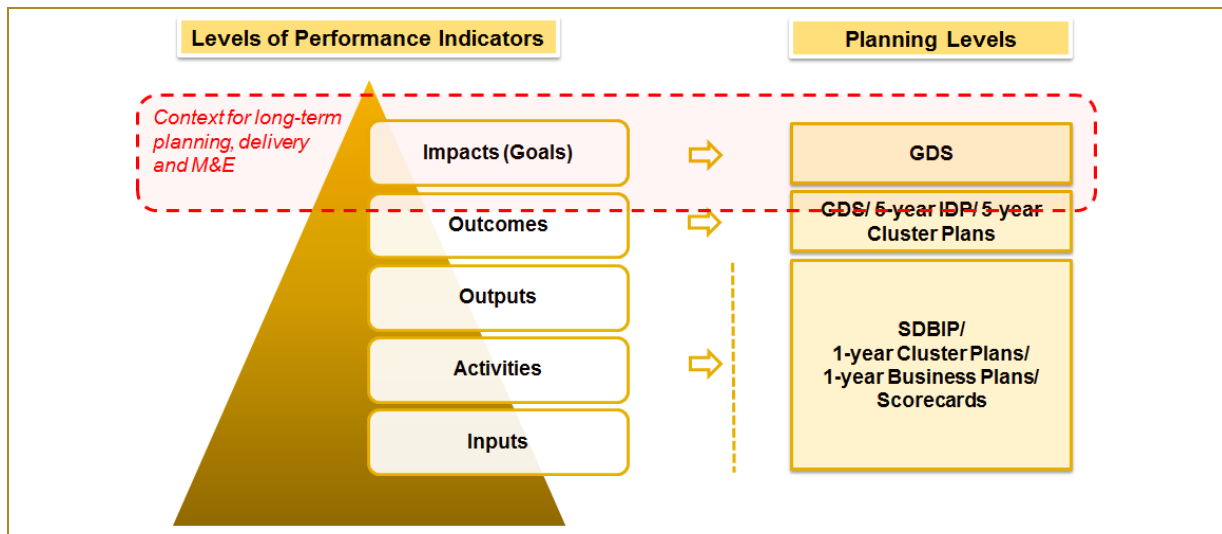 Levels of Performance Indicators
Planning Levels
Context for long-term
planning, delivery
and M&E
Impacts (Goals)
GDS
Outcomes
GDS/ 5-year IDP/ 5-year
Cluster Plans
Outputs
Activities
Inputs
SDBIP/
1-year Cluster Plans/
1-year Business Plans/
Scorecards